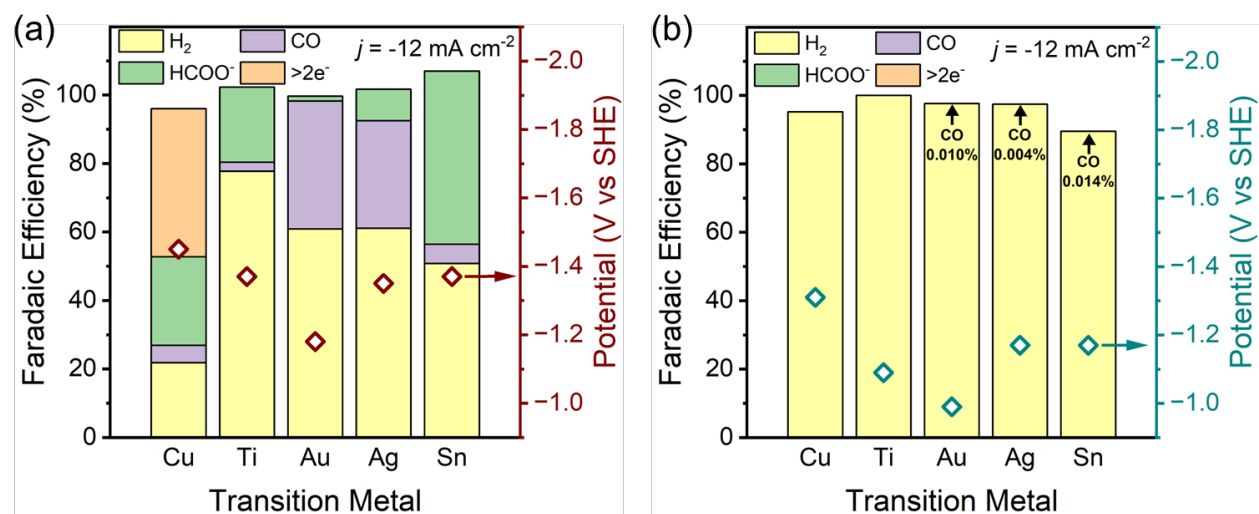 (a)
H₂
CO
j = -12 mA cm⁻²
HCOO⁻
>2e⁻
Faradaic Efficiency (%)
100
80
60
40
20
0
−2.0
−1.8
−1.6
−1.4
−1.2
−1.0
Potential (V vs SHE)
Cu Ti Au Ag Sn
Transition Metal
(b)
H₂
CO
j = -12 mA cm⁻²
HCOO⁻
>2e⁻
Faradaic Efficiency (%)
100
80
60
40
20
0
CO
0.010%
CO
0.004%
CO
0.014%
−2.0
−1.8
−1.6
−1.4
−1.2
−1.0
Potential (V vs SHE)
Cu Ti Au Ag Sn
Transition Metal